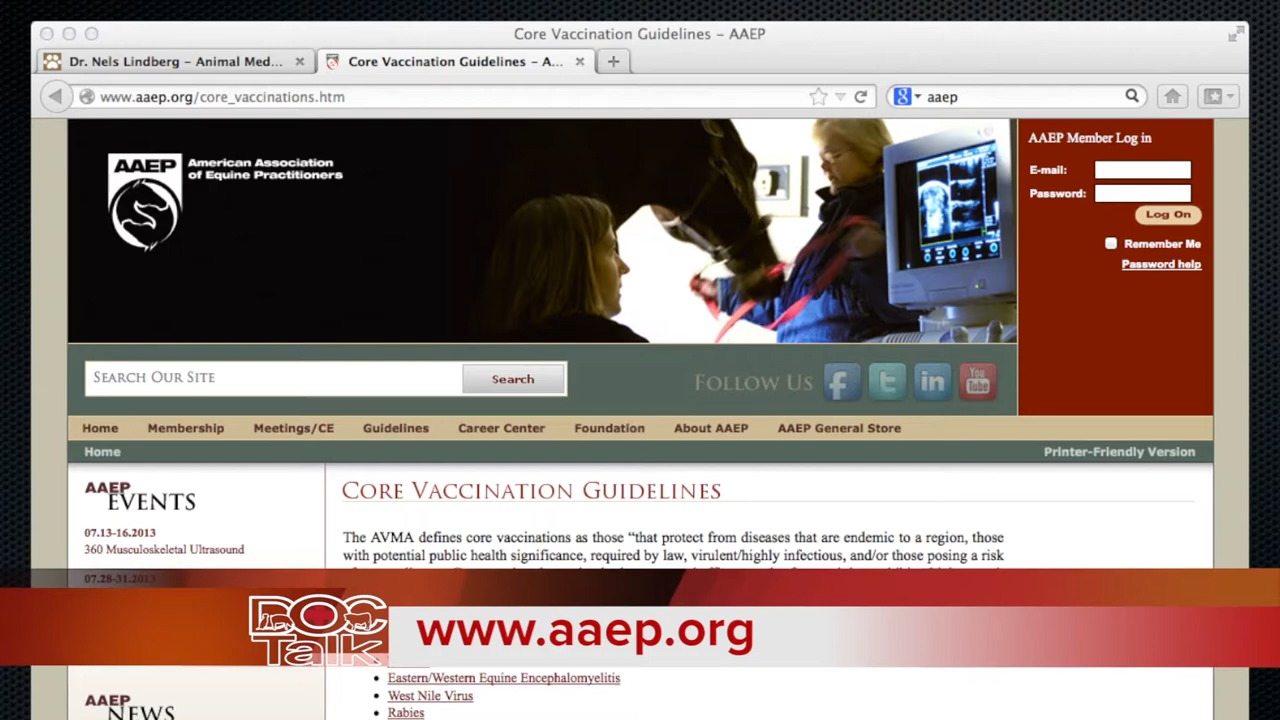 Core Vaccination Guidelines – AAEP
Dr. Nels Lindberg – Animal Med...
Core Vaccination Guidelines – A...
www.aaep.org/core_vaccinations.htm
aaep
AAEP
American Association
of Equine Practitioners
AAEP Member Log in
E-mail:
Password:
Log On
Remember Me
Password help
Search Our Site
Search
Follow Us
You
Tube
Home
Membership
Meetings/CE
Guidelines
Career Center
Foundation
About AAEP
AAEP General Store
Home
Printer-Friendly Version
AAEP
EVENTS
07.13-16.2013
360 Musculoskeletal Ultrasound
07.28-31.2013
Core Vaccination Guidelines
The AVMA defines core vaccinations as those “that protect from diseases that are endemic to a region, those
with potential public health significance, required by law, virulent/highly infectious, and/or those posing a risk
DOC
Talk
www.aaep.org
Eastern/Western Equine Encephalomyelitis
West Nile Virus
Rabies
AAEP
NEWS